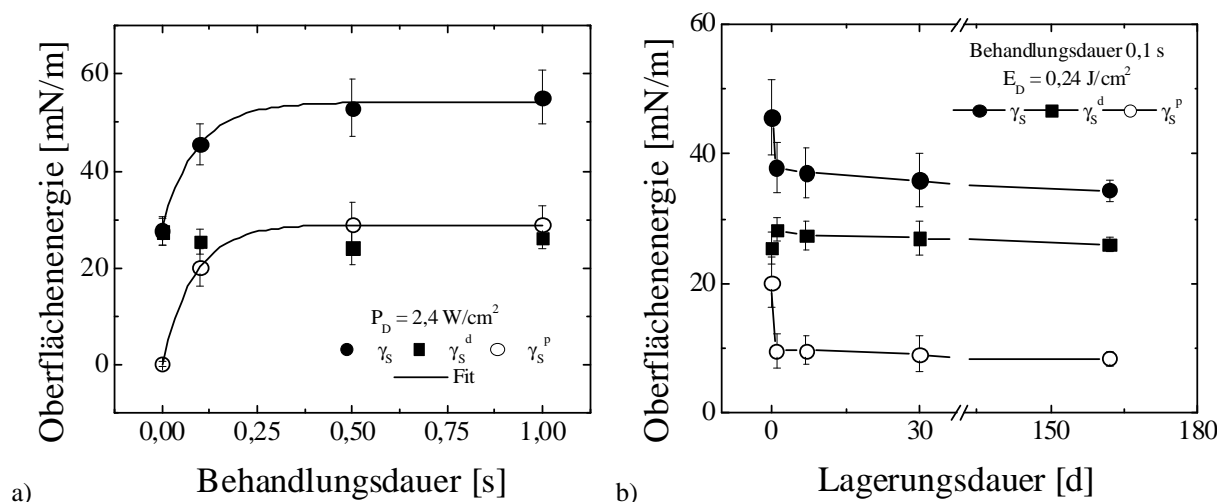 Oberflächenenergie [mN/m]
60
40
20
0
P_D = 2,4 W/cm²
γ_S γ_S^d γ_S^p
Fit
0,00 0,25 0,50 0,75 1,00
Behandlungsdauer [s]
a)
Oberflächenenergie [mN/m]
60
40
20
0
Behandlungsdauer 0,1 s
E_D = 0,24 J/cm²
γ_S γ_S^d γ_S^p
0 30 150 180
Lagerungsdauer [d]
b)